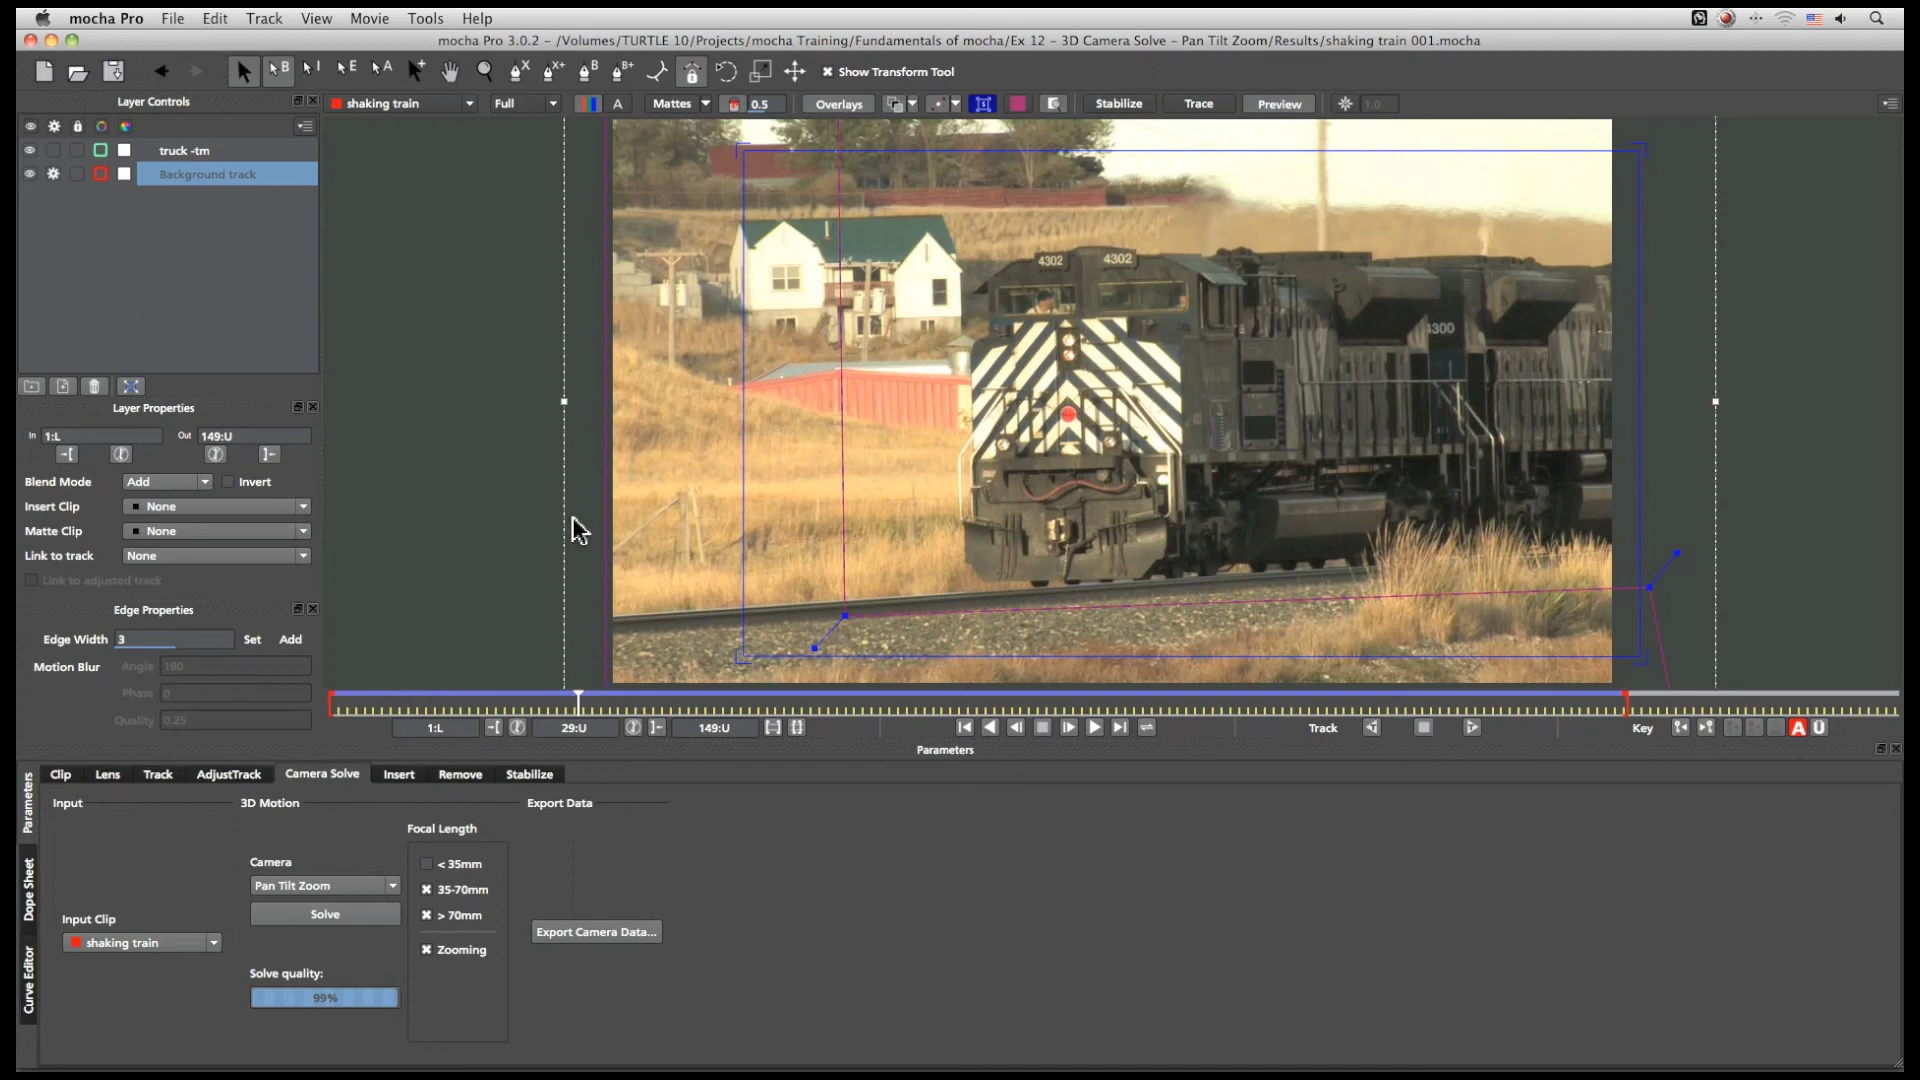 mocha Pro File Edit Track View Movie Tools Help
mocha Pro 3.0.2 - /Volumes/TURTLE 10/Projects/mocha Training/Fundamentals of mocha/Ex 12 - 3D Camera Solve - Pan Tilt Zoom/Results/shaking train 001.mocha
Show Transform Tool
Layer Controls
shaking train Full A Mattes 0.5 Overlays Stabilize Trace Preview 1.0
truck -tm
Background track
4302 4302
4300
Layer Properties
In 1:L Out 149:U
Blend Mode Add Invert
Insert Clip None
Matte Clip None
Link to track None
Link to adjusted track
Edge Properties
Edge Width 3 Set Add
Motion Blur Angle 180
Phase 0
Quality 0.25
1:L 29:U 149:U Track Key A U
Parameters
Parameters
Dope Sheet
Curve Editor
Clip Lens Track AdjustTrack Camera Solve Insert Remove Stabilize
Input 3D Motion Export Data
Focal Length
Camera
< 35mm
Pan Tilt Zoom
35-70mm
Solve
> 70mm
Input Clip
Export Camera Data...
shaking train
Zooming
Solve quality:
99%